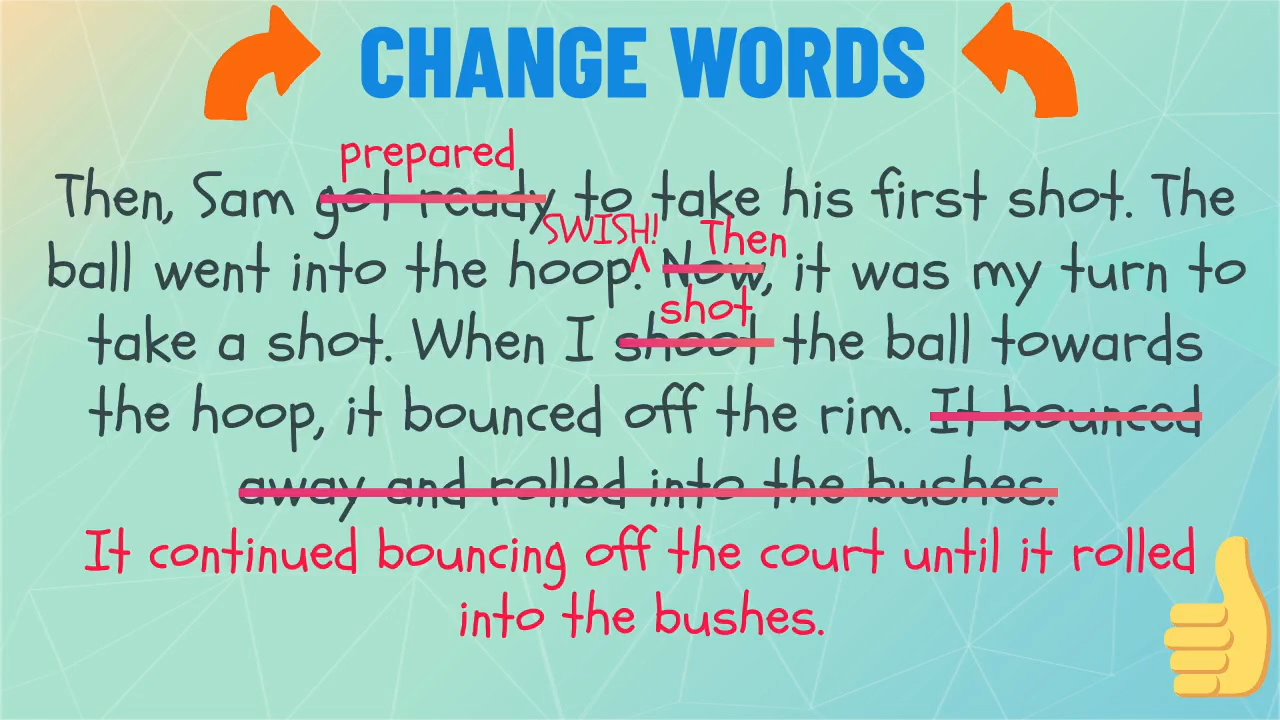 CHANGE WORDS
prepared
Then, Sam got ready to take his first shot. The
SWISH! Then
ball went into the hoop. ^ Now, it was my turn to
shot
take a shot. When I shoot the ball towards
the hoop, it bounced off the rim. It bounced
away and rolled into the bushes.
It continued bouncing off the court until it rolled
into the bushes.